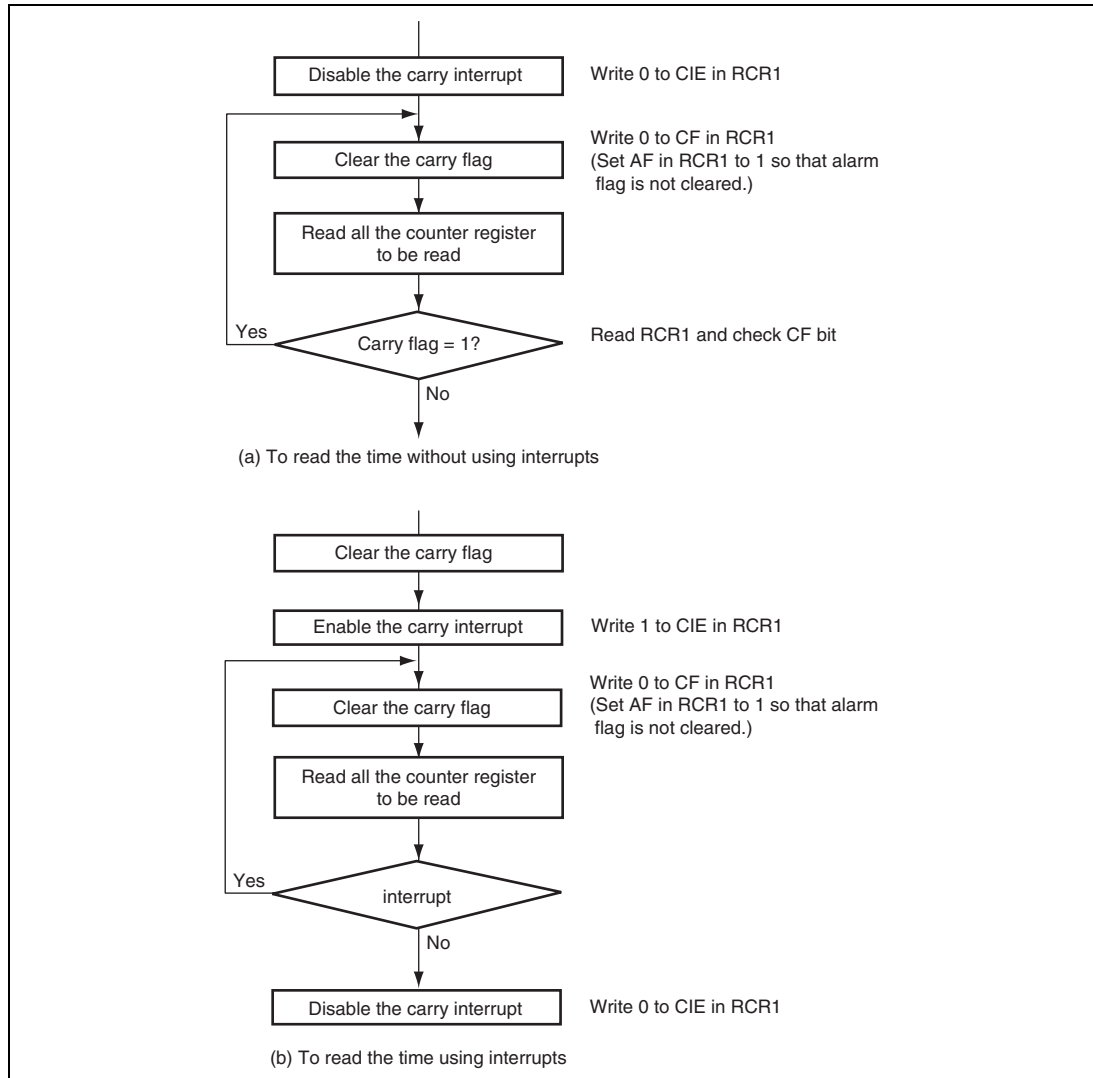 Disable the carry interrupt
Write 0 to CIE in RCR1
Clear the carry flag
Write 0 to CF in RCR1
(Set AF in RCR1 to 1 so that alarm
flag is not cleared.)
Read all the counter register
to be read
Yes
Carry flag = 1?
Read RCR1 and check CF bit
No
(a) To read the time without using interrupts
Clear the carry flag
Enable the carry interrupt
Write 1 to CIE in RCR1
Clear the carry flag
Write 0 to CF in RCR1
(Set AF in RCR1 to 1 so that alarm
flag is not cleared.)
Read all the counter register
to be read
Yes
interrupt
No
Disable the carry interrupt
Write 0 to CIE in RCR1
(b) To read the time using interrupts